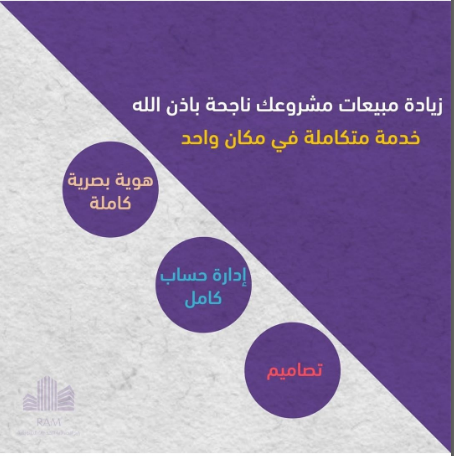 زيادة مبيعات مشروعك ناجحة باذن الله
خدمة متكاملة في مكان واحد
هوية بصرية
كاملة
إدارة حساب
كامل
تصاميم
RAM